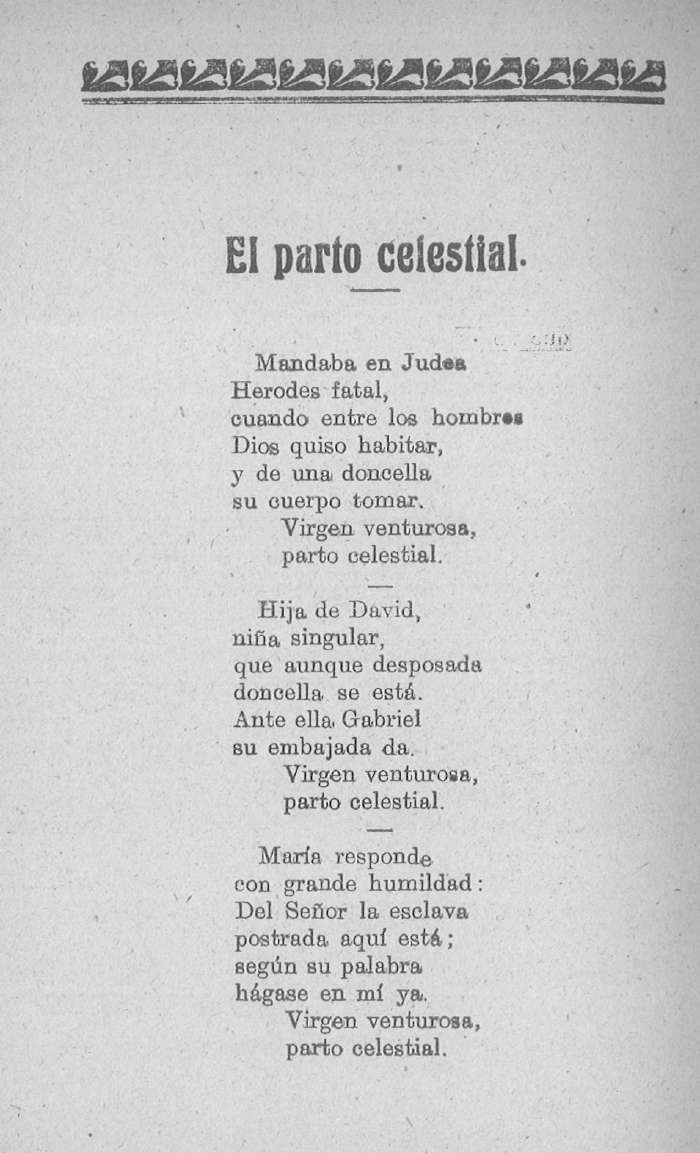 El parto celestial.
Mandaba en Judea
Herodes fatal,
cuando entre los hombres
Dios quiso habitar,
y de una doncella
su cuerpo tomar.
Virgen venturosa,
parto celestial.
Hija de David,
niña singular,
que aunque desposada
doncella se está.
Ante ella Gabriel
su embajada da.
Virgen venturosa,
parto celestial.
María responde
con grande humildad:
Del Señor la esclava
postrada aquí está;
según su palabra
hágase en mí ya.
Virgen venturosa,
parto celestial.